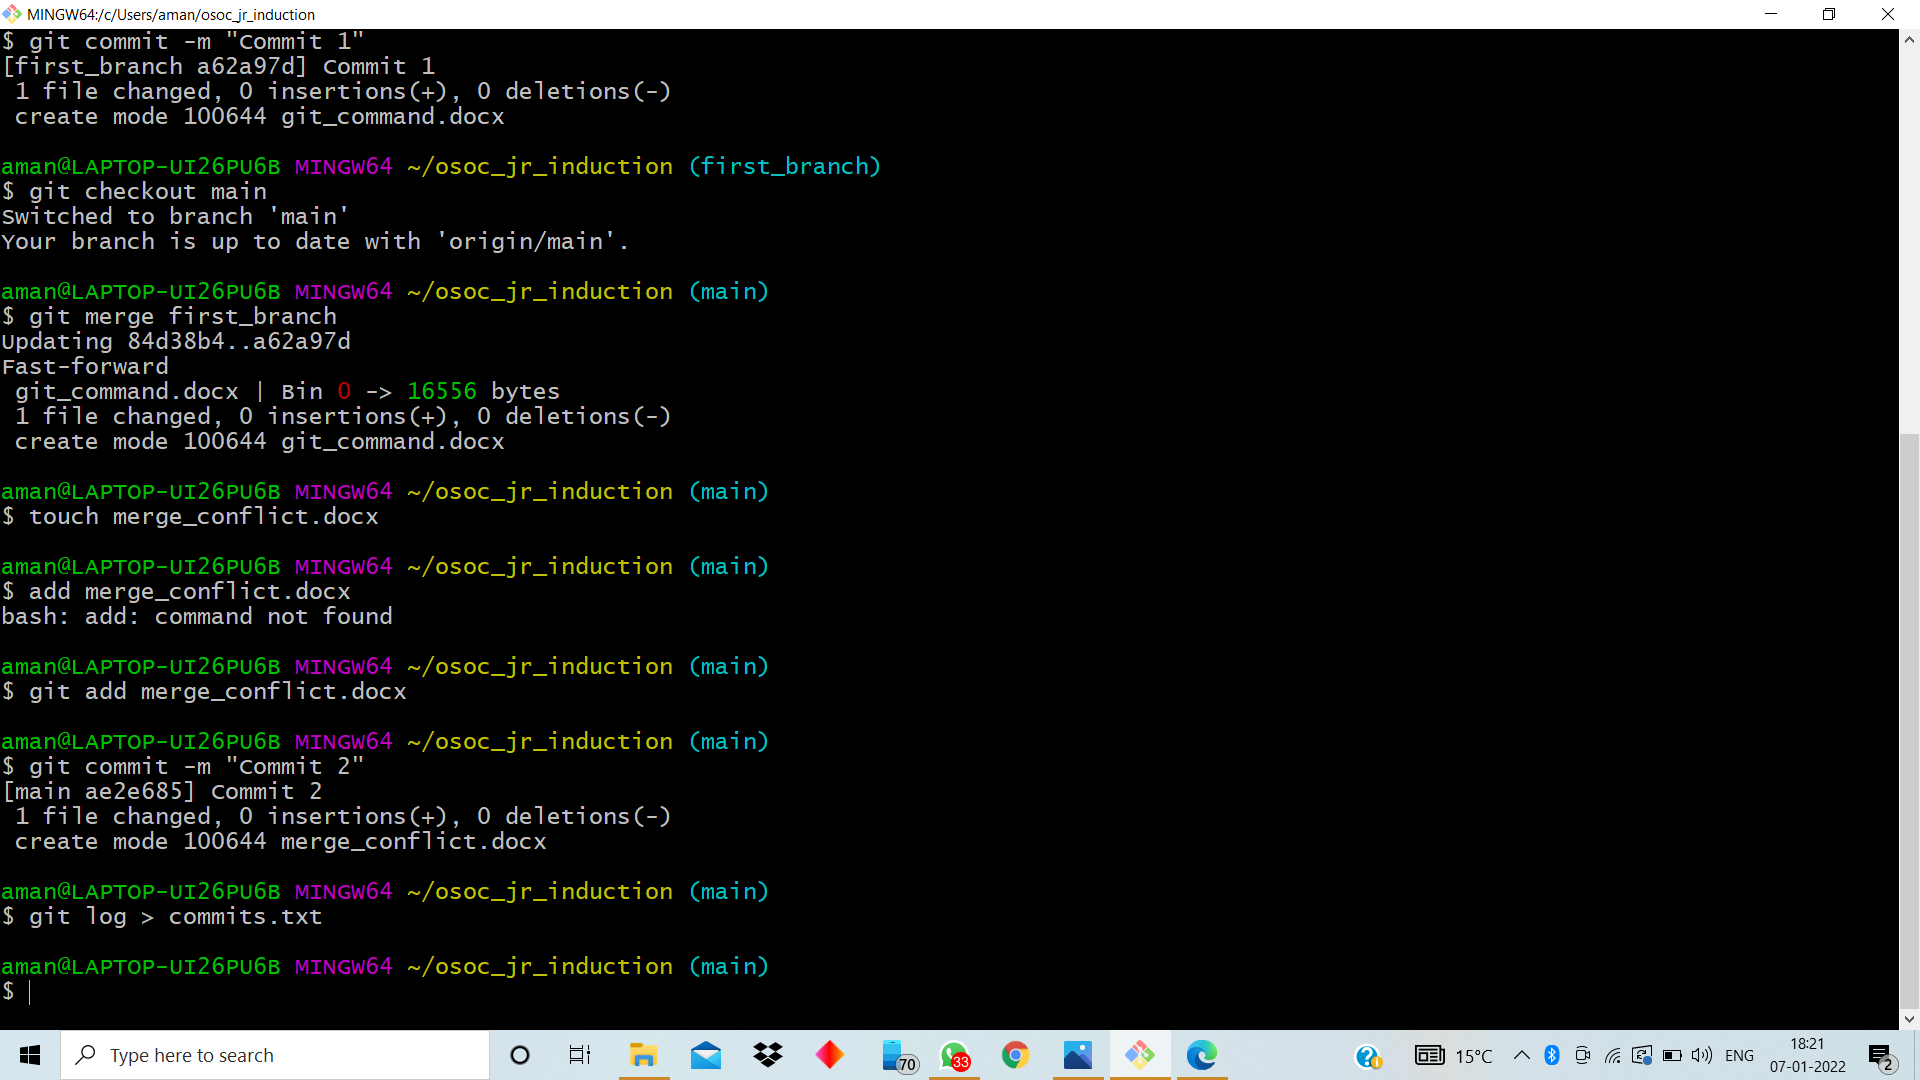 MINGW64:/c/Users/aman/osoc_jr_induction
$ git commit -m "Commit 1"
[first_branch a62a97d] Commit 1
 1 file changed, 0 insertions(+), 0 deletions(-)
 create mode 100644 git_command.docx
aman@LAPTOP-UI26PU6B MINGW64 ~/osoc_jr_induction (first_branch)
$ git checkout main
Switched to branch 'main'
Your branch is up to date with 'origin/main'.
aman@LAPTOP-UI26PU6B MINGW64 ~/osoc_jr_induction (main)
$ git merge first_branch
Updating 84d38b4..a62a97d
Fast-forward
 git_command.docx | Bin 0 -> 16556 bytes
 1 file changed, 0 insertions(+), 0 deletions(-)
 create mode 100644 git_command.docx
aman@LAPTOP-UI26PU6B MINGW64 ~/osoc_jr_induction (main)
$ touch merge_conflict.docx
aman@LAPTOP-UI26PU6B MINGW64 ~/osoc_jr_induction (main)
$ add merge_conflict.docx
bash: add: command not found
aman@LAPTOP-UI26PU6B MINGW64 ~/osoc_jr_induction (main)
$ git add merge_conflict.docx
aman@LAPTOP-UI26PU6B MINGW64 ~/osoc_jr_induction (main)
$ git commit -m "Commit 2"
[main ae2e685] Commit 2
 1 file changed, 0 insertions(+), 0 deletions(-)
 create mode 100644 merge_conflict.docx
aman@LAPTOP-UI26PU6B MINGW64 ~/osoc_jr_induction (main)
$ git log > commits.txt
aman@LAPTOP-UI26PU6B MINGW64 ~/osoc_jr_induction (main)
$
Type here to search
70
33
15°C
ENG
18:21
07-01-2022
2